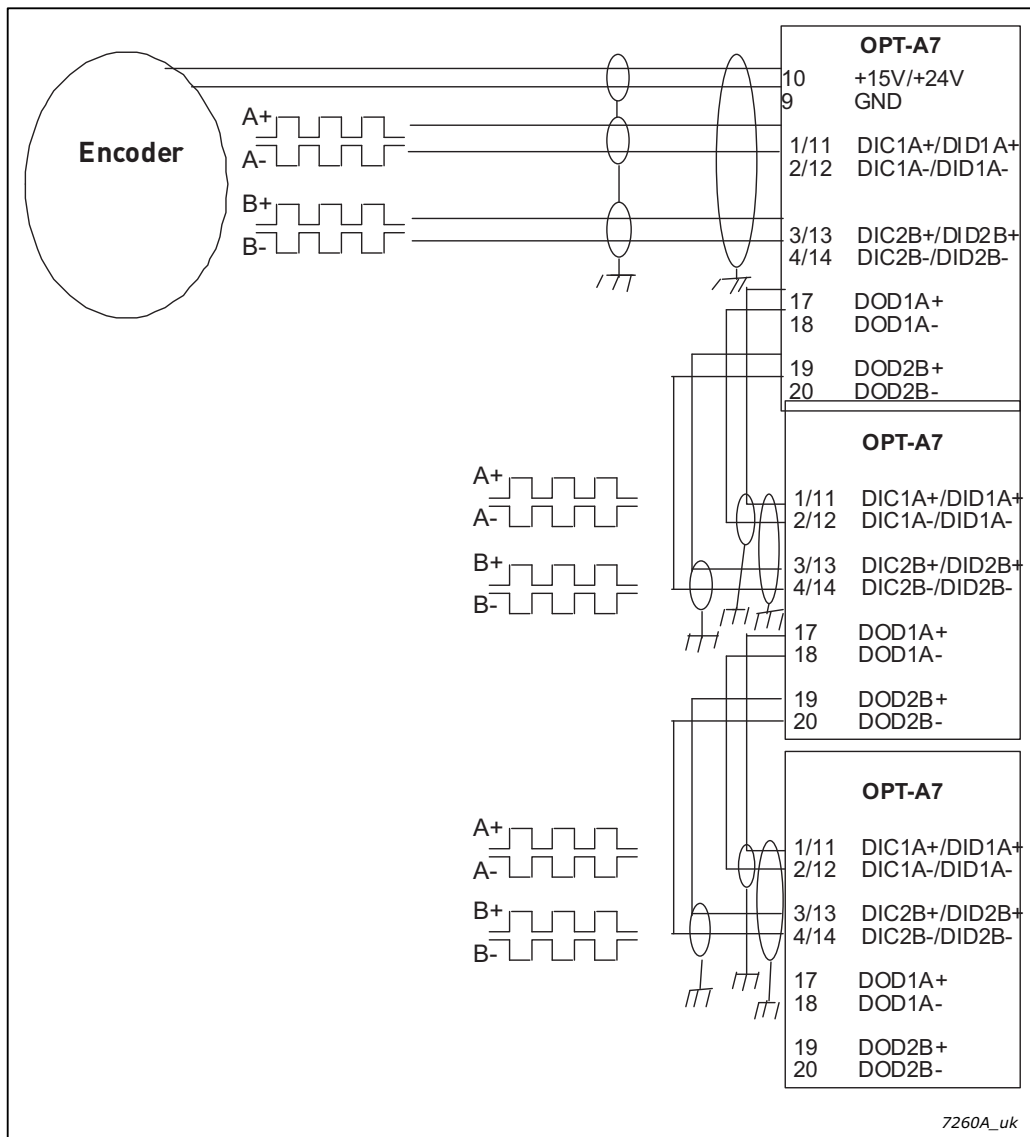 OPT-A7
10 +15V/+24V
9 GND
Encoder
A+
A-
1/11 DIC1A+/DID1A+
2/12 DIC1A-/DID1A-
B+
B-
3/13 DIC2B+/DID2B+
4/14 DIC2B-/DID2B-
17 DOD1A+
18 DOD1A-
19 DOD2B+
20 DOD2B-
OPT-A7
A+
A-
1/11 DIC1A+/DID1A+
2/12 DIC1A-/DID1A-
B+
B-
3/13 DIC2B+/DID2B+
4/14 DIC2B-/DID2B-
17 DOD1A+
18 DOD1A-
19 DOD2B+
20 DOD2B-
OPT-A7
A+
A-
1/11 DIC1A+/DID1A+
2/12 DIC1A-/DID1A-
B+
B-
3/13 DIC2B+/DID2B+
4/14 DIC2B-/DID2B-
17 DOD1A+
18 DOD1A-
19 DOD2B+
20 DOD2B-
7260A_uk